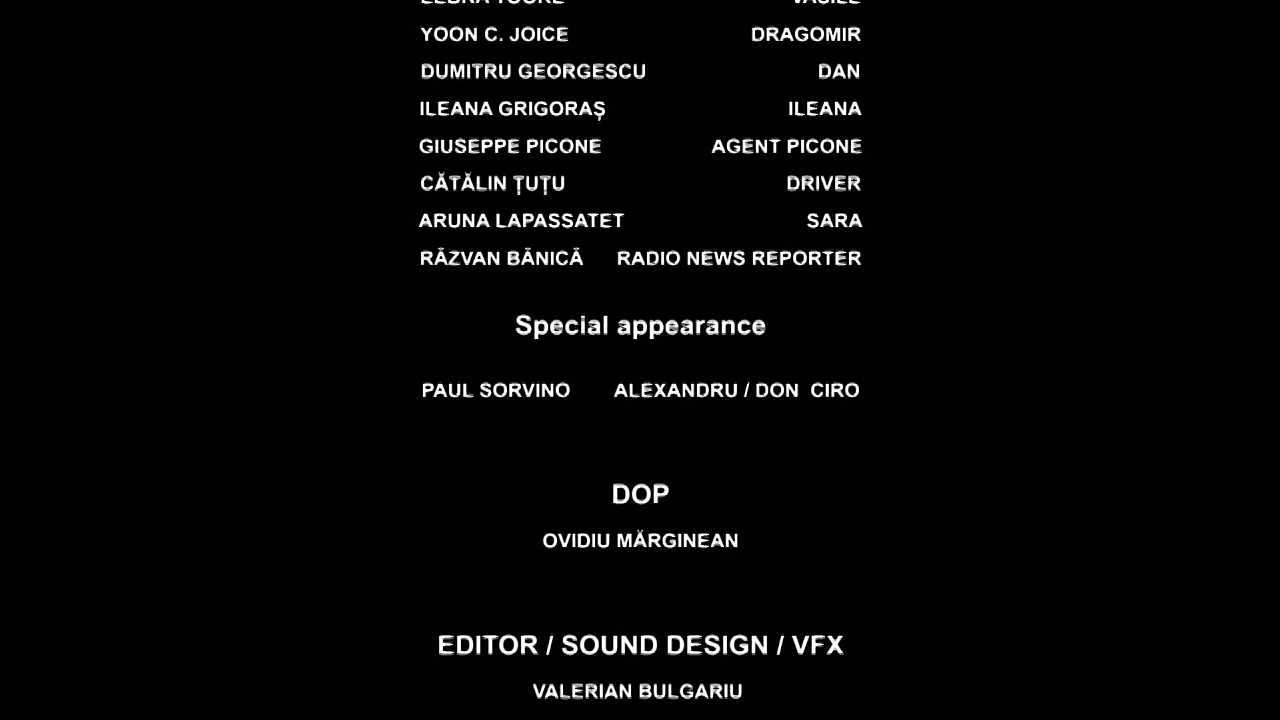 YOON C. JOICE DRAGOMIR
DUMITRU GEORGESCU DAN
ILEANA GRIGORAȘ ILEANA
GIUSEPPE PICONE AGENT PICONE
CĂTĂLIN ȚUȚU DRIVER
ARUNA LAPASSATET SARA
RĂZVAN BĂNICĂ RADIO NEWS REPORTER
Special appearance
PAUL SORVINO ALEXANDRU / DON CIRO
DOP
OVIDIU MĂRGINEAN
EDITOR / SOUND DESIGN / VFX
VALERIAN BULGARIU